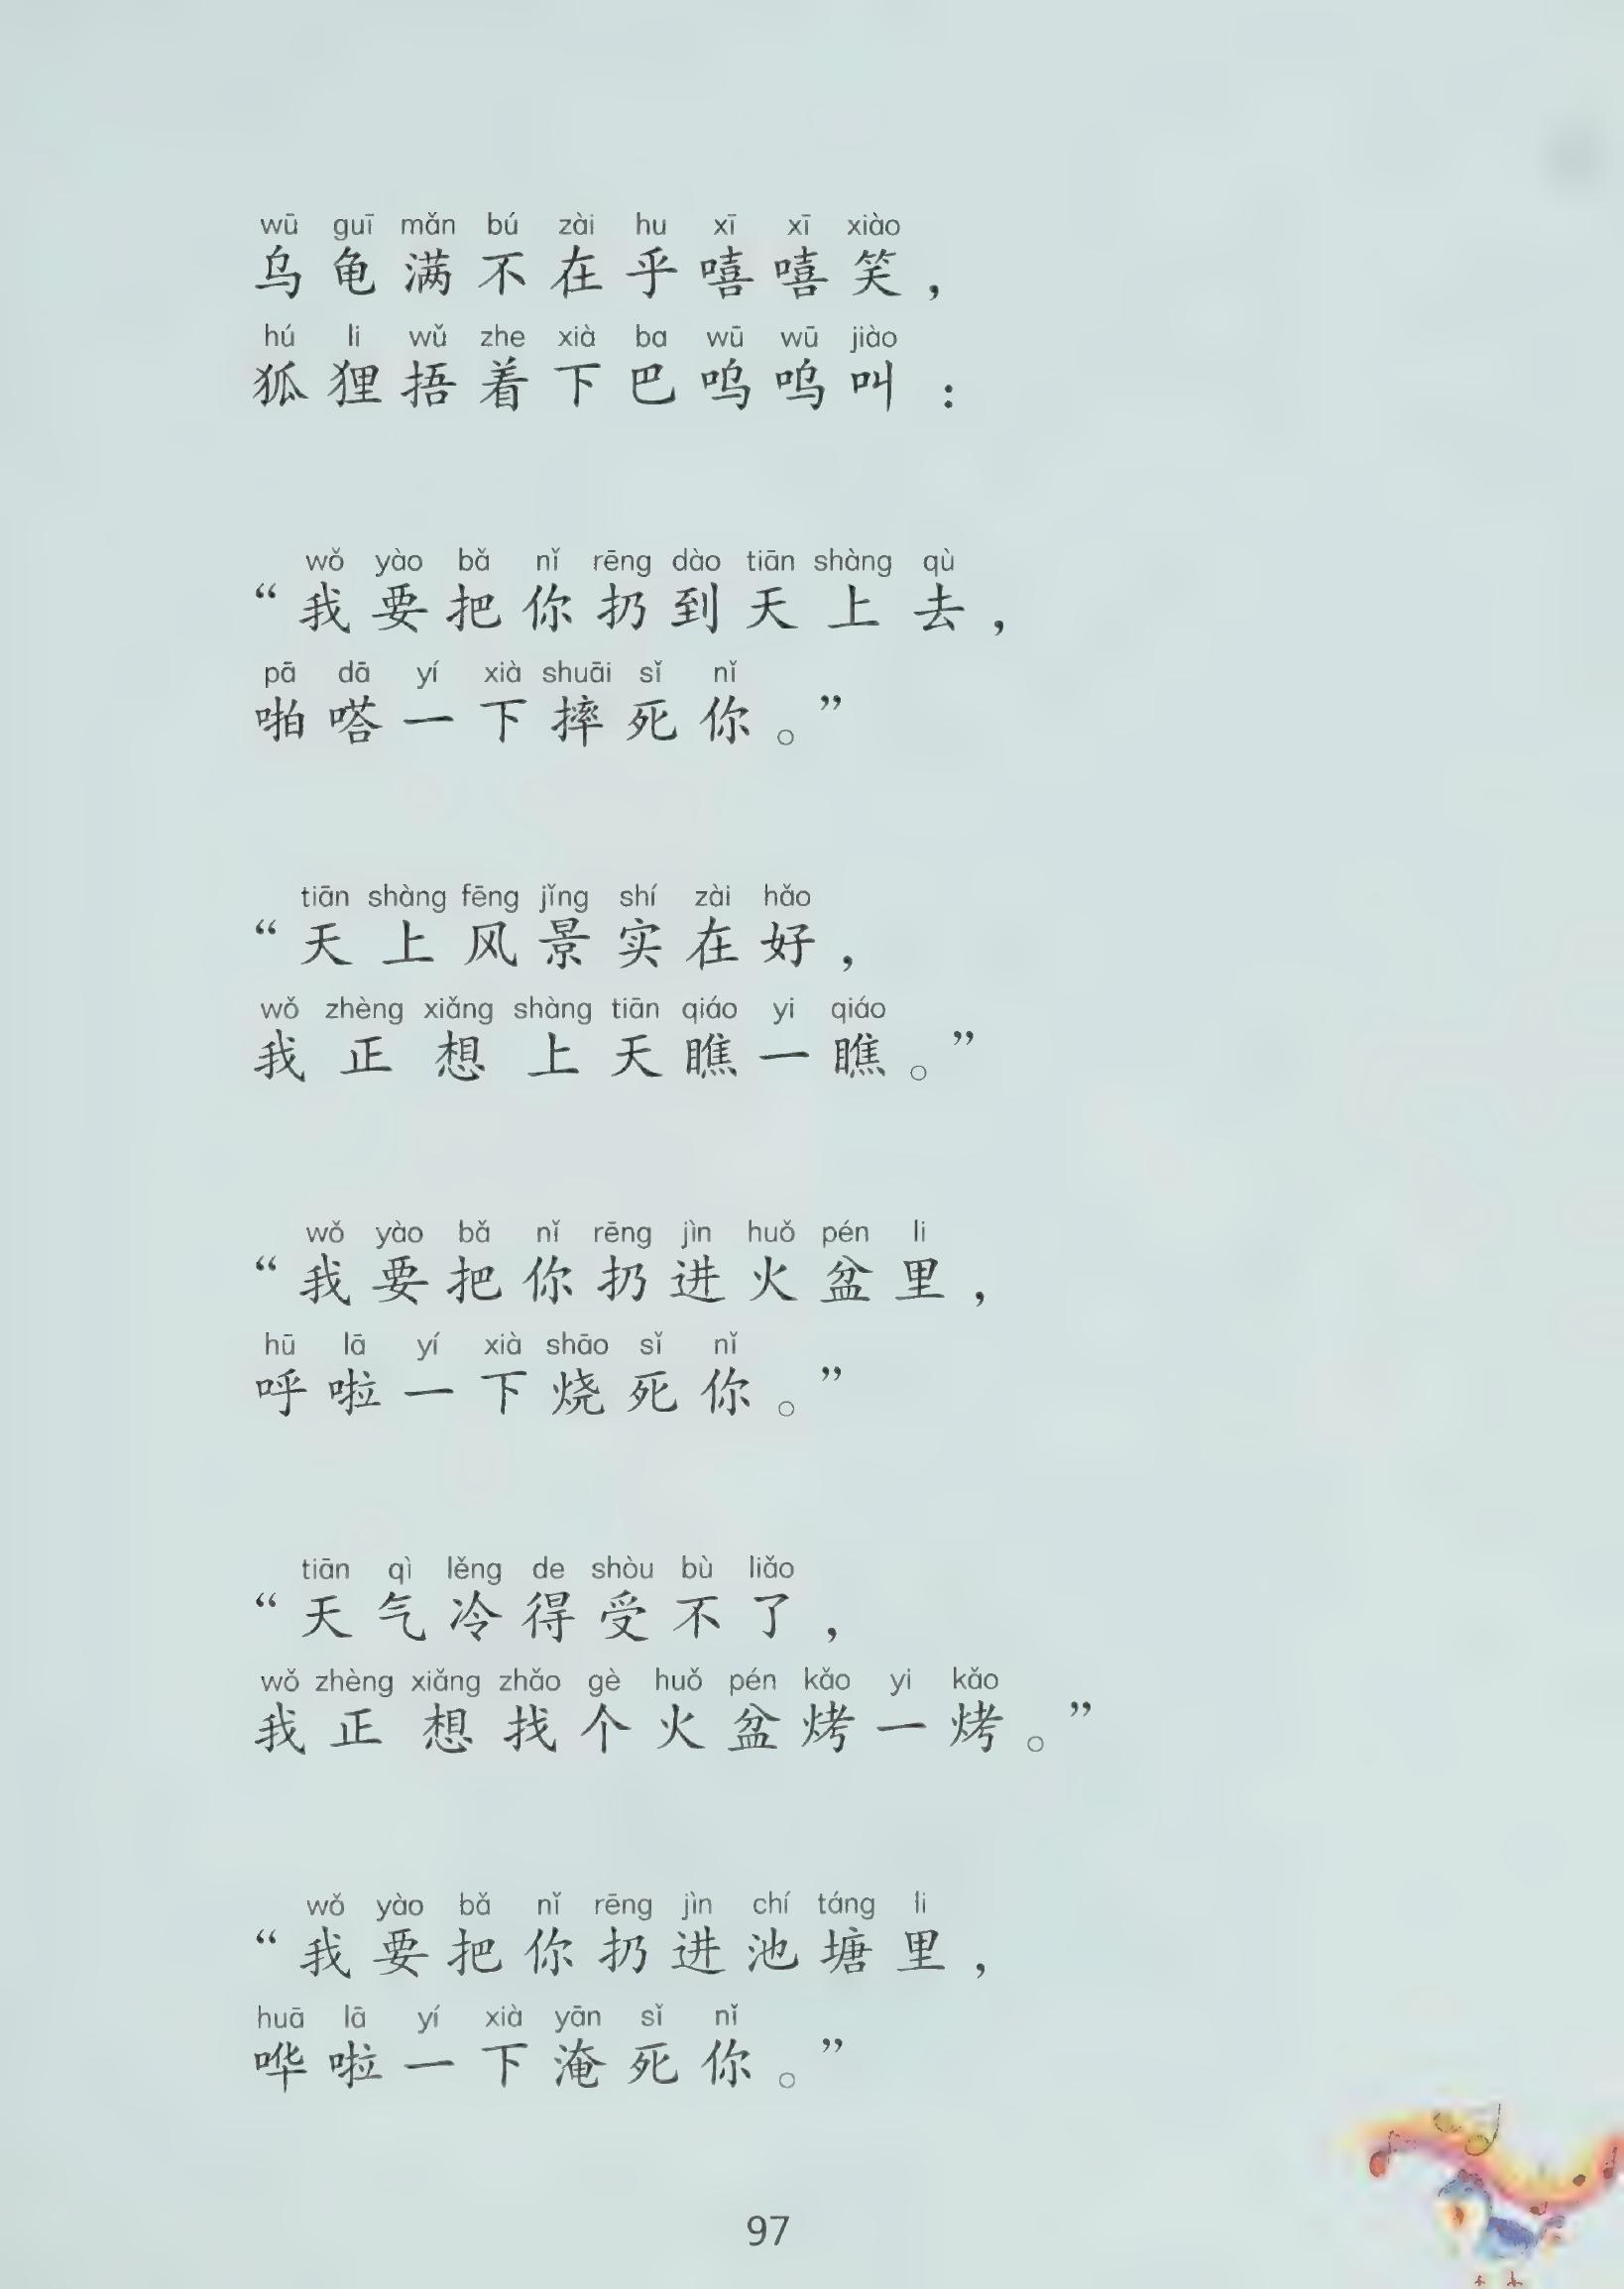 wū guī mǎn bú zài hu xī xī xiào
乌龟满不在乎嘻嘻笑，
hú li wǔ zhe xià ba wū wū jiào
狐狸捂着下巴呜呜叫：
wǒ yào bǎ nǐ rēng dào tiān shàng qù
“我要把你扔到天上去，
pā dā yí xià shuāi sǐ nǐ
啪嗒一下摔死你。”
tiān shàng fēng jǐng shí zài hǎo
“天上风景实在好，
wǒ zhèng xiǎng shàng tiān qiáo yi qiáo
我正想上天瞧一瞧。”
wǒ yào bǎ nǐ rēng jìn huǒ pén li
“我要把你扔进火盆里，
hū lā yí xià shāo sǐ nǐ
呼啦一下烧死你。”
tiān qì lěng de shòu bù liǎo
“天气冷得受不了，
wǒ zhèng xiǎng zhǎo gè huǒ pén kǎo yi kǎo
我正想找个火盆烤一烤。”
wǒ yào bǎ nǐ rēng jìn chí táng li
“我要把你扔进池塘里，
huā lā yí xià yān sǐ nǐ
哗啦一下淹死你。”
97